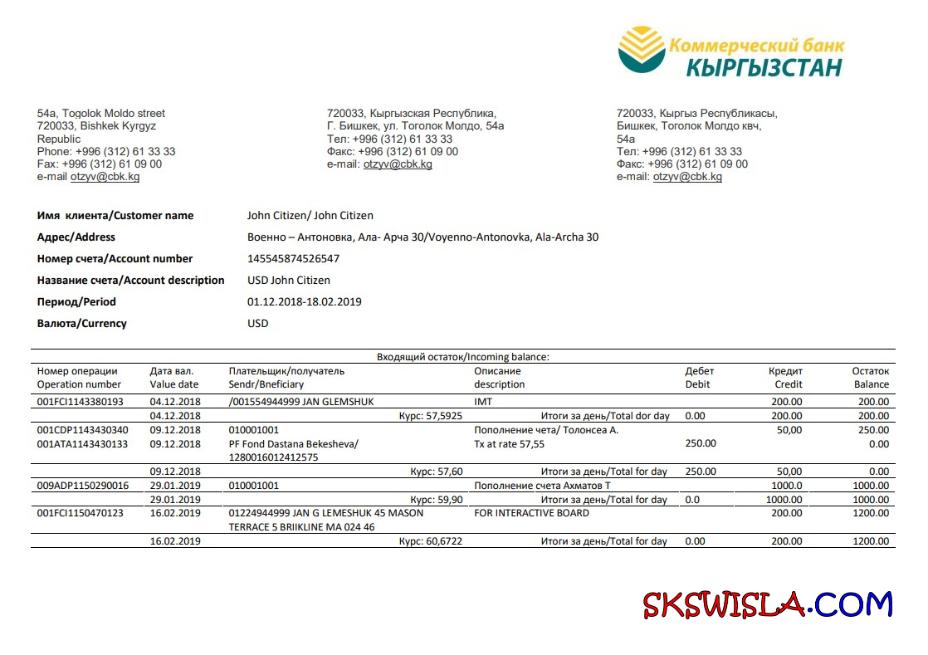 Коммерческий банк
КЫРГЫЗСТАН
54a, Togolok Moldo street
720033, Bishkek Kyrgyz
Republic
Phone: +996 (312) 61 33 33
Fax: +996 (312) 61 09 00
e-mail otzyv@cbk.kg
720033, Кыргызская Республика,
Г. Бишкек, ул. Тоголок Молдо, 54а
Тел: +996 (312) 61 33 33
Факс: +996 (312) 61 09 00
e-mail: otzyv@cbk.kg
720033, Кыргыз Республикасы,
Бишкек, Тоголок Молдо квч,
54а
Тел: +996 (312) 61 33 33
Факс: +996 (312) 61 09 00
e-mail: otzyv@cbk.kg
Имя клиента/Customer name John Citizen/ John Citizen
Адрес/Address Военно – Антоновка, Ала- Арча 30/Voyenno-Antonovka, Ala-Archa 30
Номер счета/Account number 145545874526547
Название счета/Account description USD John Citizen
Период/Period 01.12.2018-18.02.2019
Валюта/Currency USD
Входящий остаток/Incoming balance:
Номер операции Дата вал. Плательщик/получатель Описание Дебет Кредит Остаток
Operation number Value date Sendr/Bneficiary description Debit Credit Balance
001FCI1143380193 04.12.2018 /001554944999 JAN GLEMSHUK IMT 200.00 200.00
04.12.2018 Курс: 57,5925 Итоги за день/Total dor day 0.00 200.00 200.00
001CDP1143430340 09.12.2018 010001001 Пополнение чета/ Толонсеа А. 50,00 250.00
001ATA1143430133 09.12.2018 PF Fond Dastana Bekesheva/ Tx at rate 57,55 250.00 0.00
1280016012412575
09.12.2018 Курс: 57,60 Итоги за день/Total for day 250.00 50,00 0.00
009ADP1150290016 29.01.2019 010001001 Пополнение счета Ахматов Т 1000.0 1000.00
29.01.2019 Курс: 59,90 Итоги за день/Total for day 0.0 1000.00 1000.00
001FCI1150470123 16.02.2019 01224944999 JAN G LEMESHUK 45 MASON FOR INTERACTIVE BOARD 200.00 1200.00
TERRACE 5 BRIIKLINE MA 024 46
16.02.2019 Курс: 60,6722 Итоги за день/Total for day 0.00 200.00 1200.00
SKSWISLA.COM